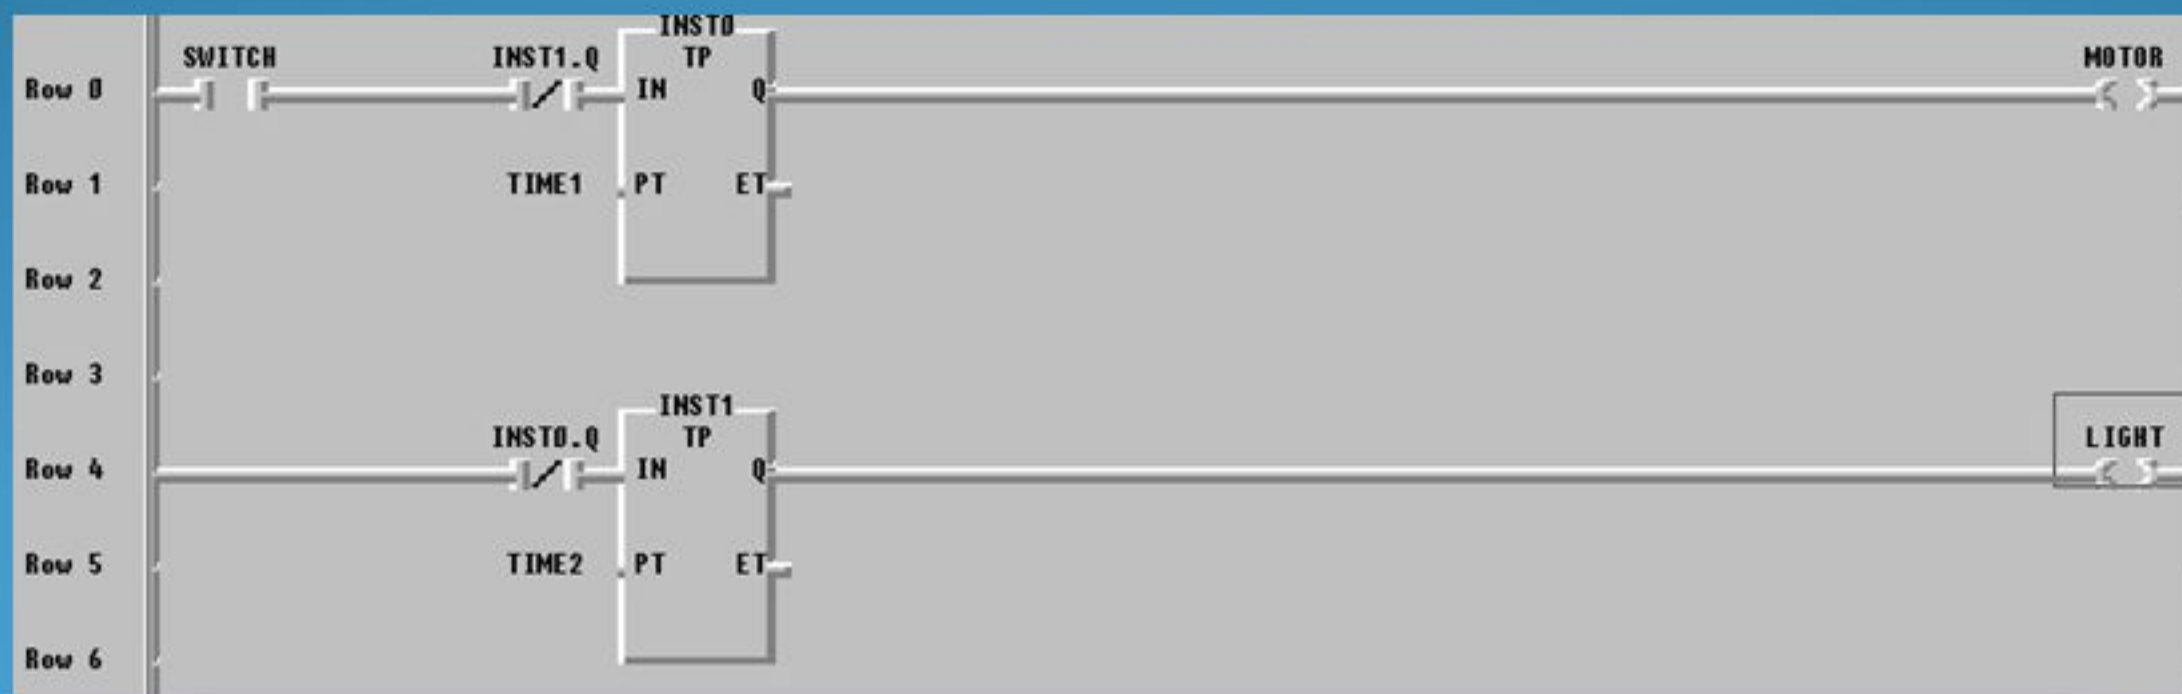 INST0
SWITCH INST1.Q TP MOTOR
Row 0 IN Q
Row 1 TIME1 PT ET
Row 2
Row 3
INST1
INST0.Q TP LIGHT
Row 4 IN Q
Row 5 TIME2 PT ET
Row 6